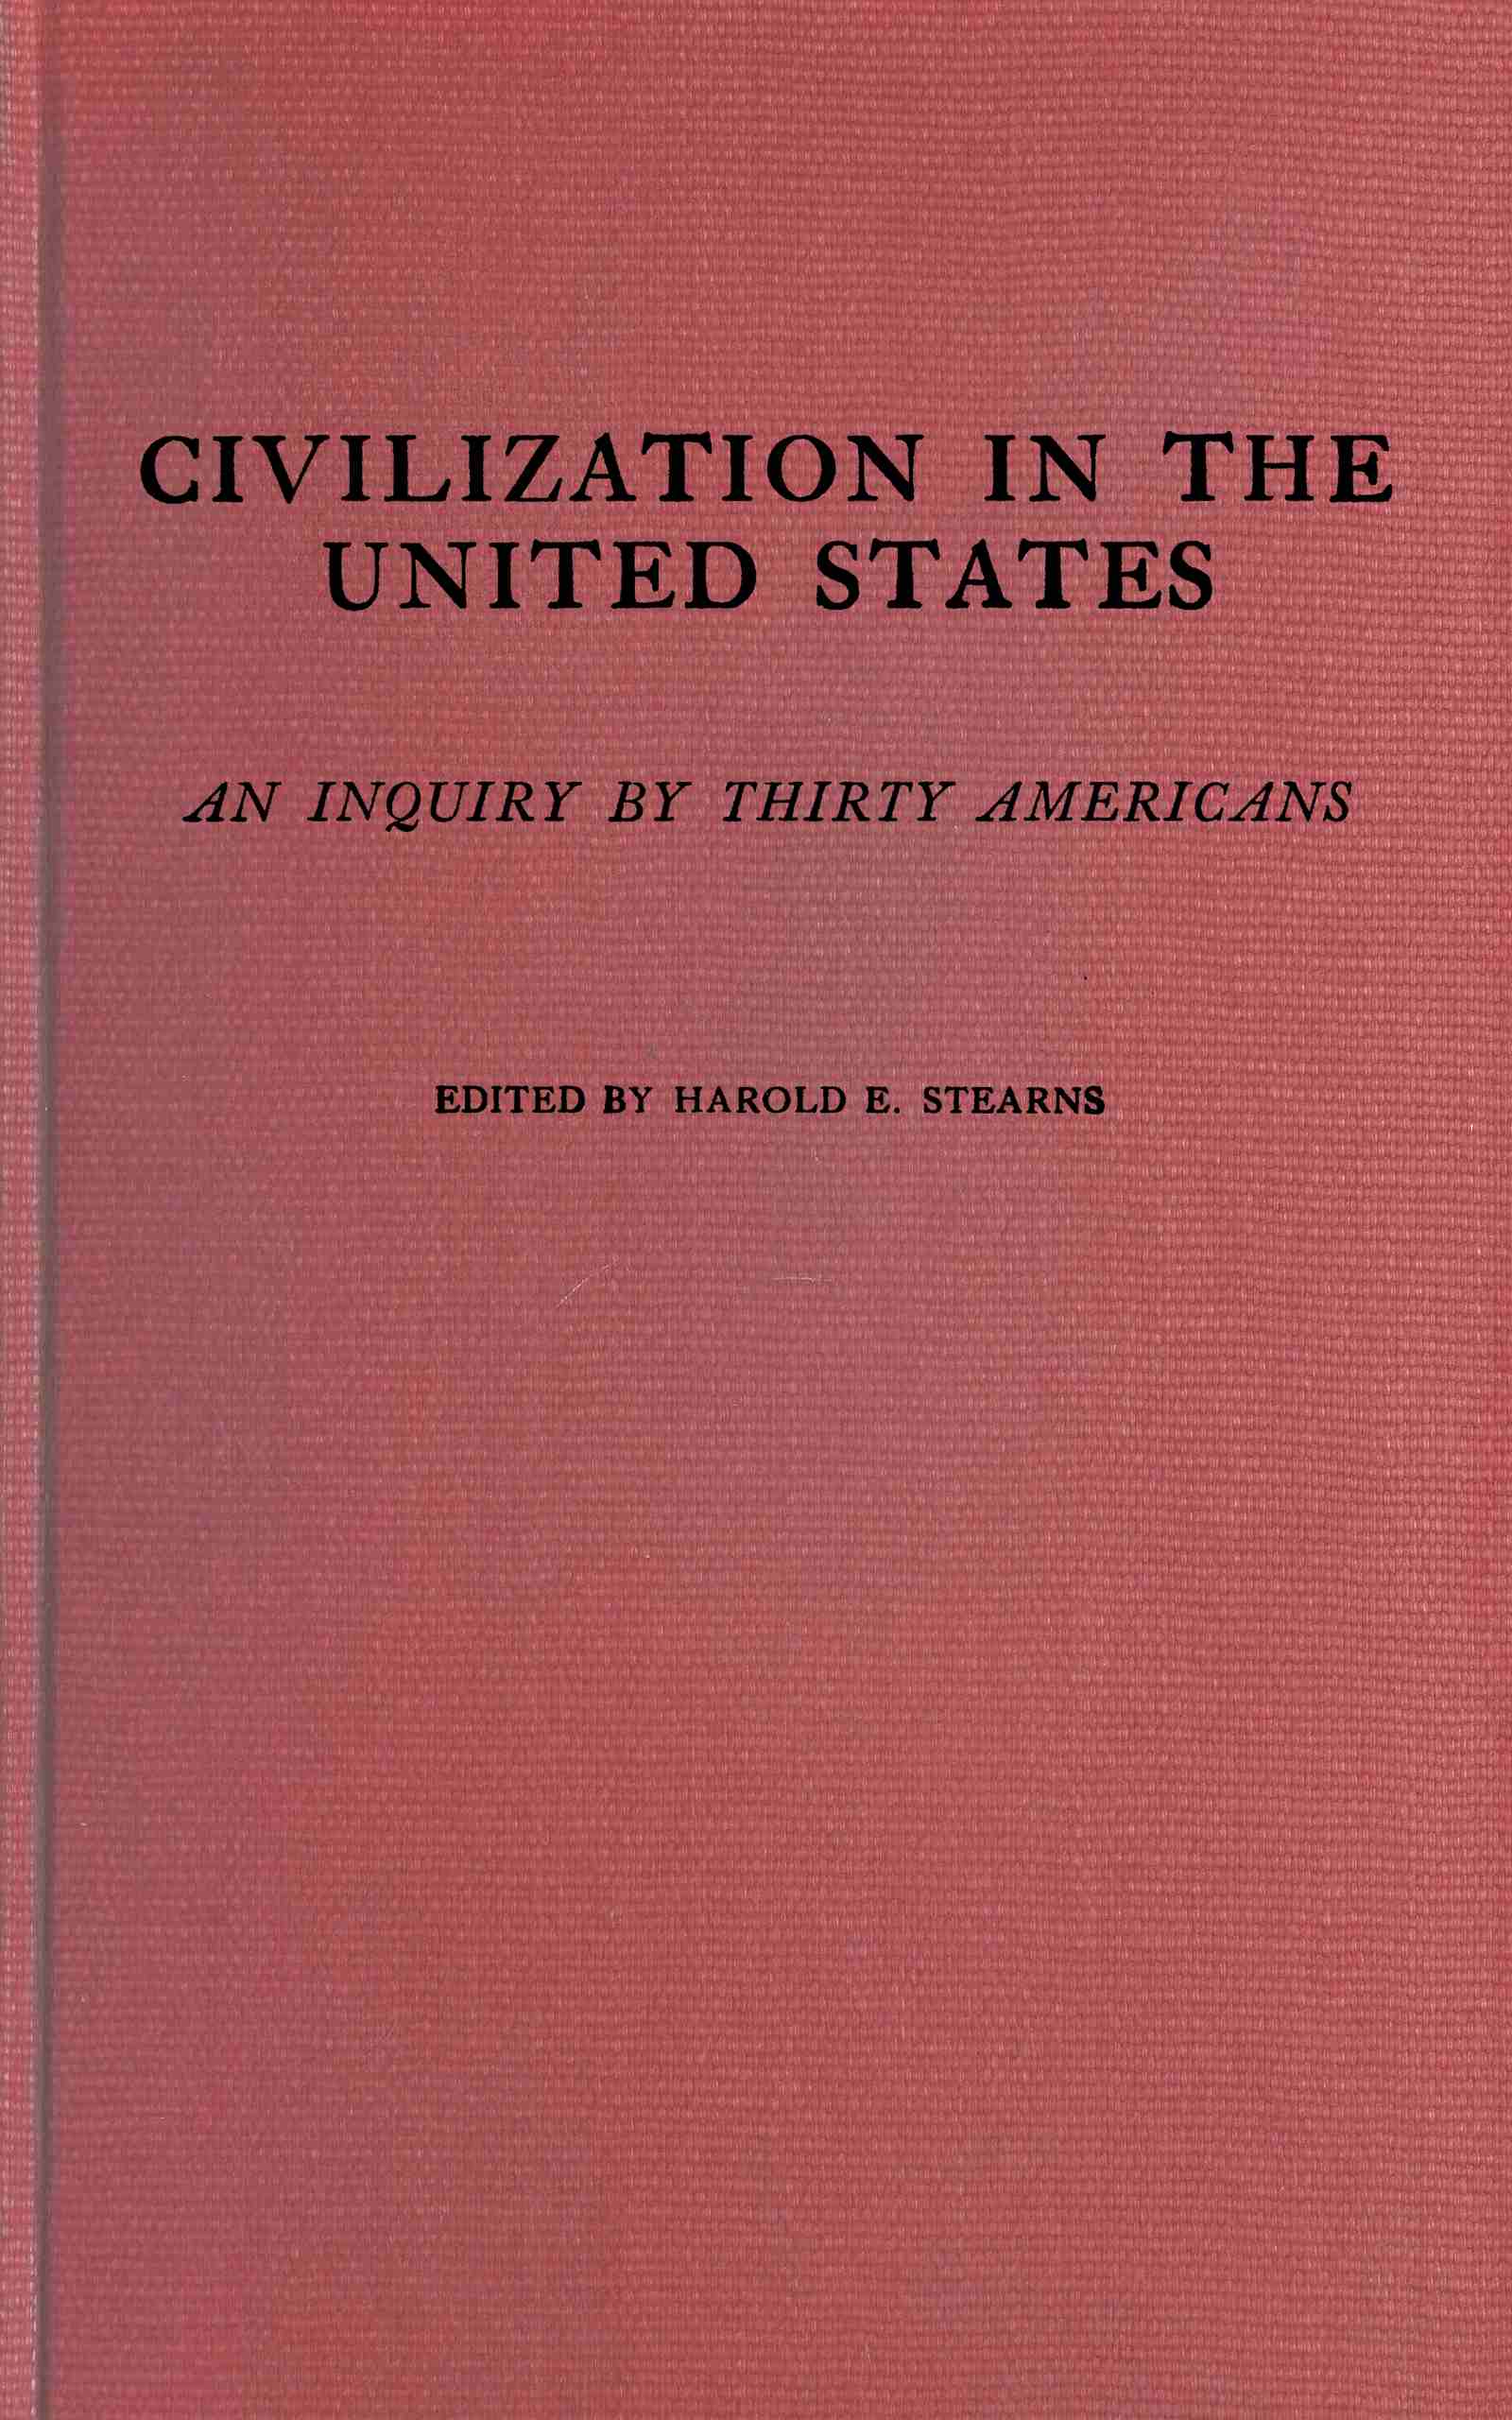 CIVILIZATION IN THE
UNITED STATES
AN INQUIRY BY THIRTY AMERICANS
EDITED BY HAROLD E. STEARNS